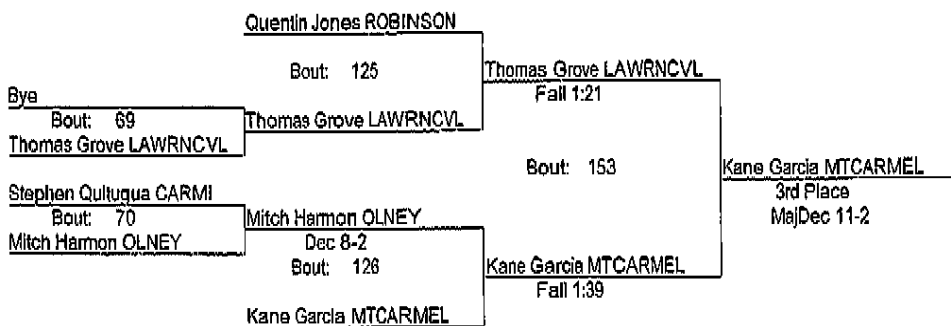 Quentin Jones ROBINSON
Bout: 125
Thomas Grove LAWRNCVL
Fall 1:21
Bye
Bout: 69
Thomas Grove LAWRNCVL
Thomas Grove LAWRNCVL
Bout: 153
Kane Garcia MTCARMEL
3rd Place
MajDec 11-2
Stephen Quituqua CARMI
Bout: 70
Mitch Harmon OLNEY
Mitch Harmon OLNEY
Dec 8-2
Bout: 126
Kane Garcia MTCARMEL
Fall 1:39
Kane Garcia MTCARMEL